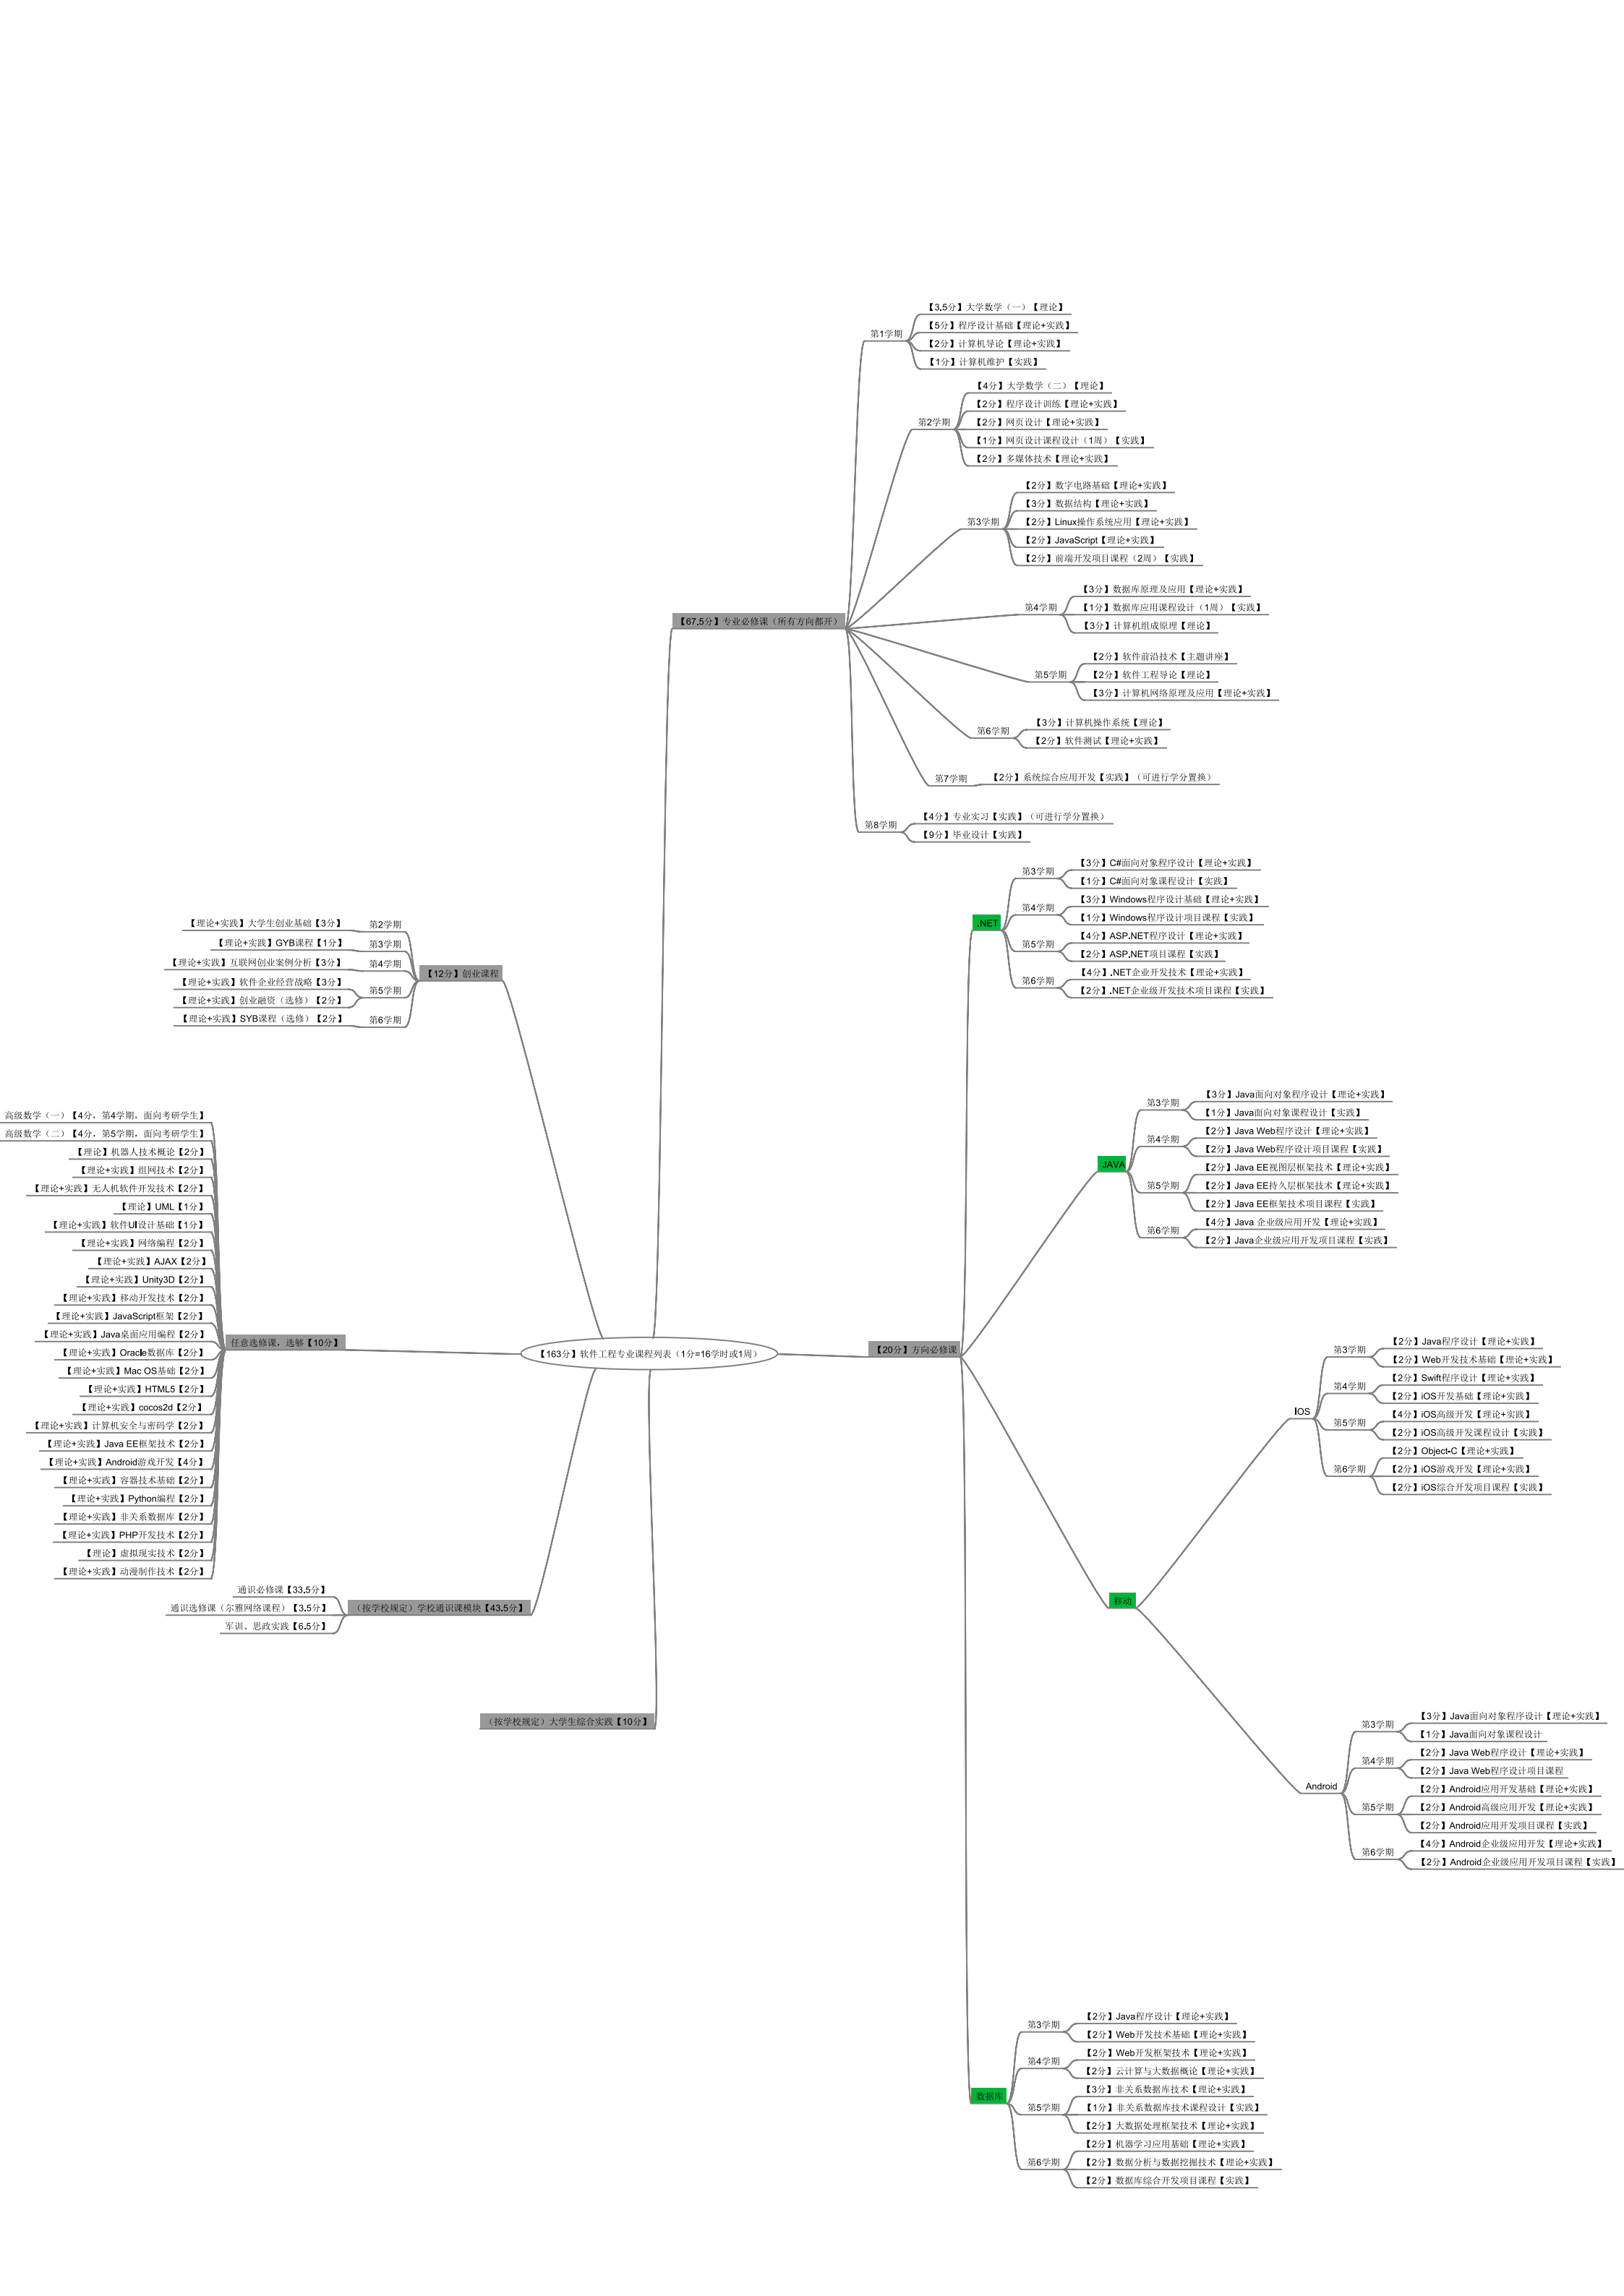 【163分】软件工程专业课程列表（1分=16学时或1周）
【67.5分】专业必修课（所有方向都开）
第1学期
【3.5分】大学数学（一）【理论】
【5分】程序设计基础【理论+实践】
【2分】计算机导论【理论+实践】
【1分】计算机维护【实践】
第2学期
【4分】大学数学（二）【理论】
【2分】程序设计训练【理论+实践】
【2分】网页设计【理论+实践】
【1分】网页设计课程设计（1周）【实践】
【2分】多媒体技术【理论+实践】
第3学期
【2分】数字电路基础【理论+实践】
【3分】数据结构【理论+实践】
【2分】Linux操作系统应用【理论+实践】
【2分】JavaScript【理论+实践】
【2分】前端开发项目课程（2周）【实践】
第4学期
【3分】数据库原理及应用【理论+实践】
【1分】数据库应用课程设计（1周）【实践】
【3分】计算机组成原理【理论】
第5学期
【2分】软件前沿技术【主题讲座】
【2分】软件工程导论【理论】
【3分】计算机网络原理及应用【理论+实践】
第6学期
【3分】计算机操作系统【理论】
【2分】软件测试【理论+实践】
第7学期
【2分】系统综合应用开发【实践】（可进行学分置换）
第8学期
【4分】专业实习【实践】（可进行学分置换）
【9分】毕业设计【实践】
【20分】方向必修课
.NET
第3学期
【3分】C#面向对象程序设计【理论+实践】
【1分】C#面向对象课程设计【实践】
第4学期
【3分】Windows程序设计基础【理论+实践】
【1分】Windows程序设计项目课程【实践】
第5学期
【4分】ASP.NET程序设计【理论+实践】
【2分】ASP.NET项目课程【实践】
第6学期
【4分】.NET企业开发技术【理论+实践】
【2分】.NET企业级开发技术项目课程【实践】
JAVA
第3学期
【3分】Java面向对象程序设计【理论+实践】
【1分】Java面向对象课程设计【实践】
第4学期
【2分】Java Web程序设计【理论+实践】
【2分】Java Web程序设计项目课程【实践】
第5学期
【2分】Java EE视图层框架技术【理论+实践】
【2分】Java EE持久层框架技术【理论+实践】
【2分】Java EE框架技术项目课程【实践】
第6学期
【4分】Java 企业级应用开发【理论+实践】
【2分】Java企业级应用开发项目课程【实践】
移动
IOS
第3学期
【2分】Java程序设计【理论+实践】
【2分】Web开发技术基础【理论+实践】
第4学期
【2分】Swift程序设计【理论+实践】
【2分】iOS开发基础【理论+实践】
第5学期
【4分】iOS高级开发【理论+实践】
【2分】iOS高级开发课程设计【实践】
第6学期
【2分】Object-C【理论+实践】
【2分】iOS游戏开发【理论+实践】
【2分】iOS综合开发项目课程【实践】
Android
第3学期
【3分】Java面向对象程序设计【理论+实践】
【1分】Java面向对象课程设计
第4学期
【2分】Java Web程序设计【理论+实践】
【2分】Java Web程序设计项目课程
第5学期
【2分】Android应用开发基础【理论+实践】
【2分】Android高级应用开发【理论+实践】
【2分】Android应用开发项目课程【实践】
第6学期
【4分】Android企业级应用开发【理论+实践】
【2分】Android企业级应用开发项目课程【实践】
数据库
第3学期
【2分】Java程序设计【理论+实践】
【2分】Web开发技术基础【理论+实践】
第4学期
【2分】Web开发框架技术【理论+实践】
【2分】云计算与大数据概论【理论+实践】
第5学期
【3分】非关系数据库技术【理论+实践】
【1分】非关系数据库技术课程设计【实践】
【2分】大数据处理框架技术【理论+实践】
第6学期
【2分】机器学习应用基础【理论+实践】
【2分】数据分析与数据挖掘技术【理论+实践】
【2分】数据库综合开发项目课程【实践】
【12分】创业课程
第2学期
【理论+实践】大学生创业基础【3分】
第3学期
【理论+实践】GYB课程【1分】
第4学期
【理论+实践】互联网创业案例分析【3分】
第5学期
【理论+实践】软件企业经营战略【3分】
【理论+实践】创业融资（选修）【2分】
第6学期
【理论+实践】SYB课程（选修）【2分】
任意选修课，选够【10分】
高级数学（一）【4分，第4学期，面向考研学生】
高级数学（二）【4分，第5学期，面向考研学生】
【理论】机器人技术概论【2分】
【理论+实践】组网技术【2分】
【理论+实践】无人机软件开发技术【2分】
【理论】UML【1分】
【理论+实践】软件UI设计基础【1分】
【理论+实践】网络编程【2分】
【理论+实践】AJAX【2分】
【理论+实践】Unity3D【2分】
【理论+实践】移动开发技术【2分】
【理论+实践】JavaScript框架【2分】
【理论+实践】Java桌面应用编程【2分】
【理论+实践】Oracle数据库【2分】
【理论+实践】Mac OS基础【2分】
【理论+实践】HTML5【2分】
【理论+实践】cocos2d【2分】
【理论+实践】计算机安全与密码学【2分】
【理论+实践】Java EE框架技术【2分】
【理论+实践】Android游戏开发【4分】
【理论+实践】容器技术基础【2分】
【理论+实践】Python编程【2分】
【理论+实践】非关系数据库【2分】
【理论+实践】PHP开发技术【2分】
【理论】虚拟现实技术【2分】
【理论+实践】动漫制作技术【2分】
（按学校规定）学校通识课模块【43.5分】
通识必修课【33.5分】
通识选修课（尔雅网络课程）【3.5分】
军训、思政实践【6.5分】
（按学校规定）大学生综合实践【10分】